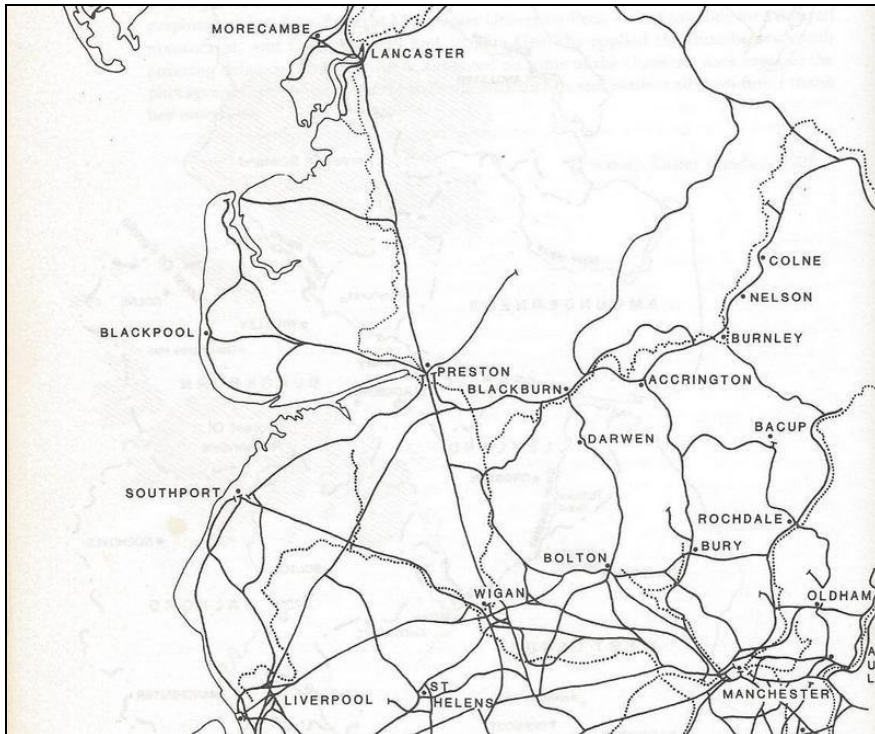 MORECAMBE
LANCASTER
COLNE
NELSON
BLACKPOOL
BURNLEY
PRESTON
BLACKBURN
ACCRINGTON
DARWEN
BACUP
SOUTHPORT
ROCHDALE
BURY
BOLTON
WIGAN
OLDHAM
A
U
L
ST
HELENS
LIVERPOOL
MANCHESTER